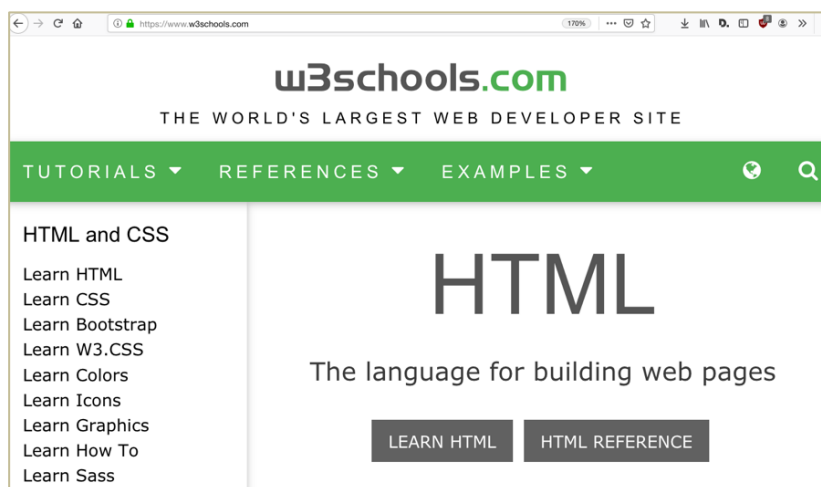 https://www.w3schools.com
170%
w3schools.com
THE WORLD'S LARGEST WEB DEVELOPER SITE
TUTORIALS REFERENCES EXAMPLES
HTML and CSS
Learn HTML
Learn CSS
Learn Bootstrap
Learn W3.CSS
Learn Colors
Learn Icons
Learn Graphics
Learn How To
Learn Sass
HTML
The language for building web pages
LEARN HTML HTML REFERENCE